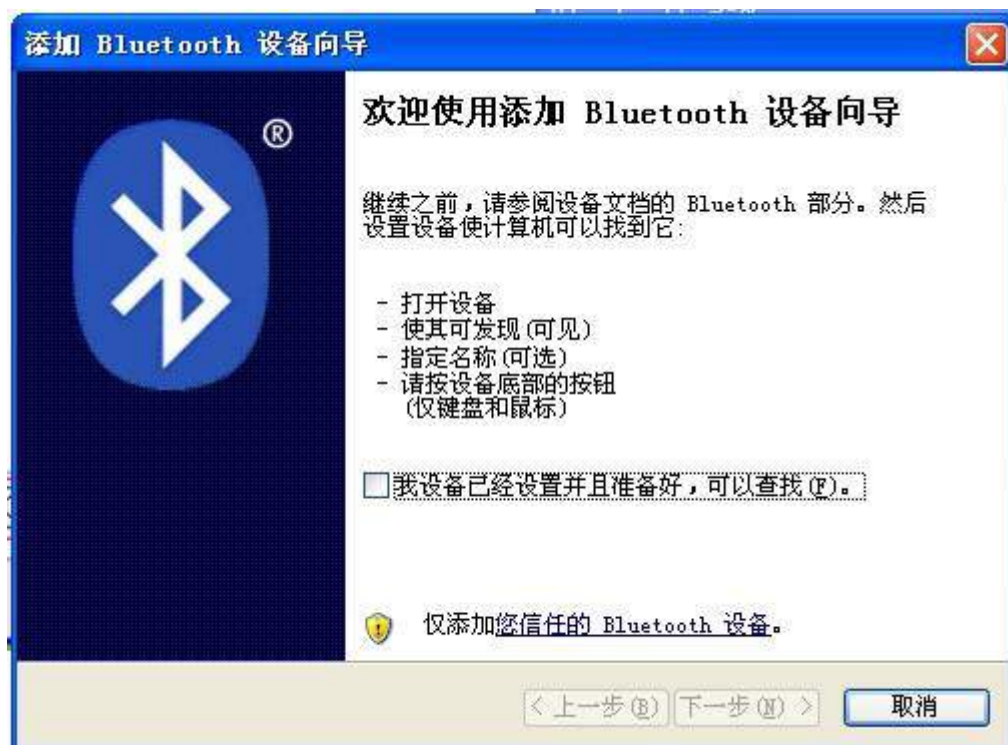 添加 Bluetooth 设备向导
®
欢迎使用添加 Bluetooth 设备向导
继续之前,请参阅设备文档的 Bluetooth 部分。然后
设置设备使计算机可以找到它:
- 打开设备
- 使其可发现(可见)
- 指定名称(可选)
- 请按设备底部的按钮
(仅键盘和鼠标)
我设备已经设置并且准备好,可以查找(F)。
仅添加您信任的 Bluetooth 设备。
< 上一步(B) 下一步(N) > 取消